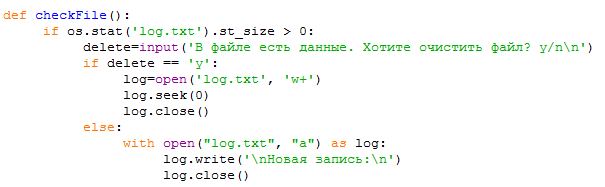 def checkFile():
    if os.stat('log.txt').st_size > 0:
        delete=input('В файле есть данные. Хотите очистить файл? y/n\n')
        if delete == 'y':
            log=open('log.txt', 'w+')
            log.seek(0)
            log.close()
        else:
            with open("log.txt", "a") as log:
                log.write('\nНовая запись:\n')
                log.close()